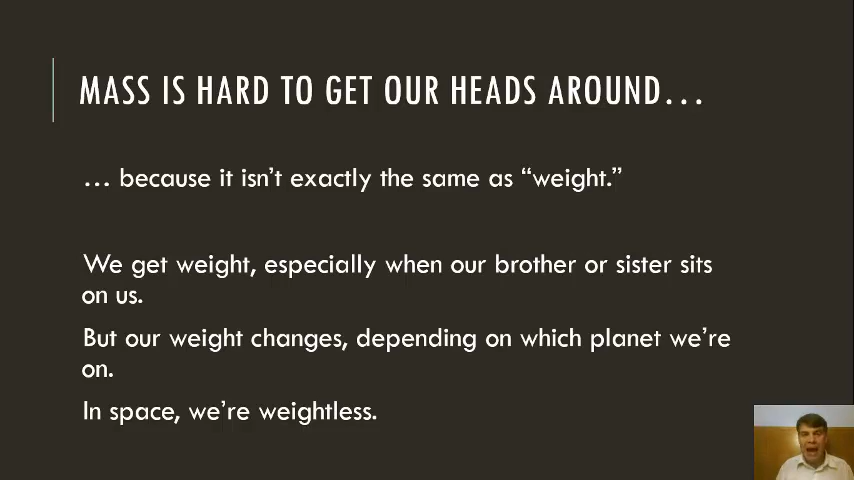 MASS IS HARD TO GET OUR HEADS AROUND…
… because it isn’t exactly the same as “weight.”
We get weight, especially when our brother or sister sits
on us.
But our weight changes, depending on which planet we’re
on.
In space, we’re weightless.